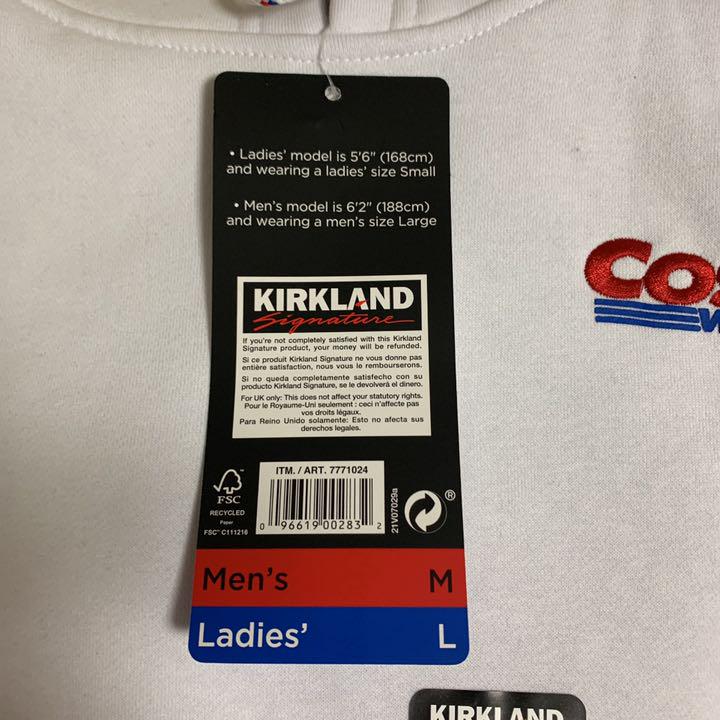 • Ladies' model is 5'6" (168cm)
and wearing a ladies' size Small
• Men's model is 6'2" (188cm)
and wearing a men's size Large
KIRKLAND
Signature
If you're not completely satisfied with this Kirkland
Signature product, your money will be refunded.
Si ce produit Kirkland Signature ne vous donne pas
entière satisfaction, nous vous le rembourserons.
Si no queda completamente satisfecho con su
producto Kirkland Signature, se le devolverá el dinero.
For UK only: This does not affect your statutory rights.
Pour le Royaume-Uni seulement : ceci n'affecte pas
vos droits légaux.
Para Reino Unido solamente: Esto no afecta sus
derechos legales.
ITM. / ART. 7771024
0 96619 00283 2
FSC
RECYCLED
Paper
FSC™ C111216
21V07029a
®
Men's M
Ladies' L
Cos
W
KIRKLAND